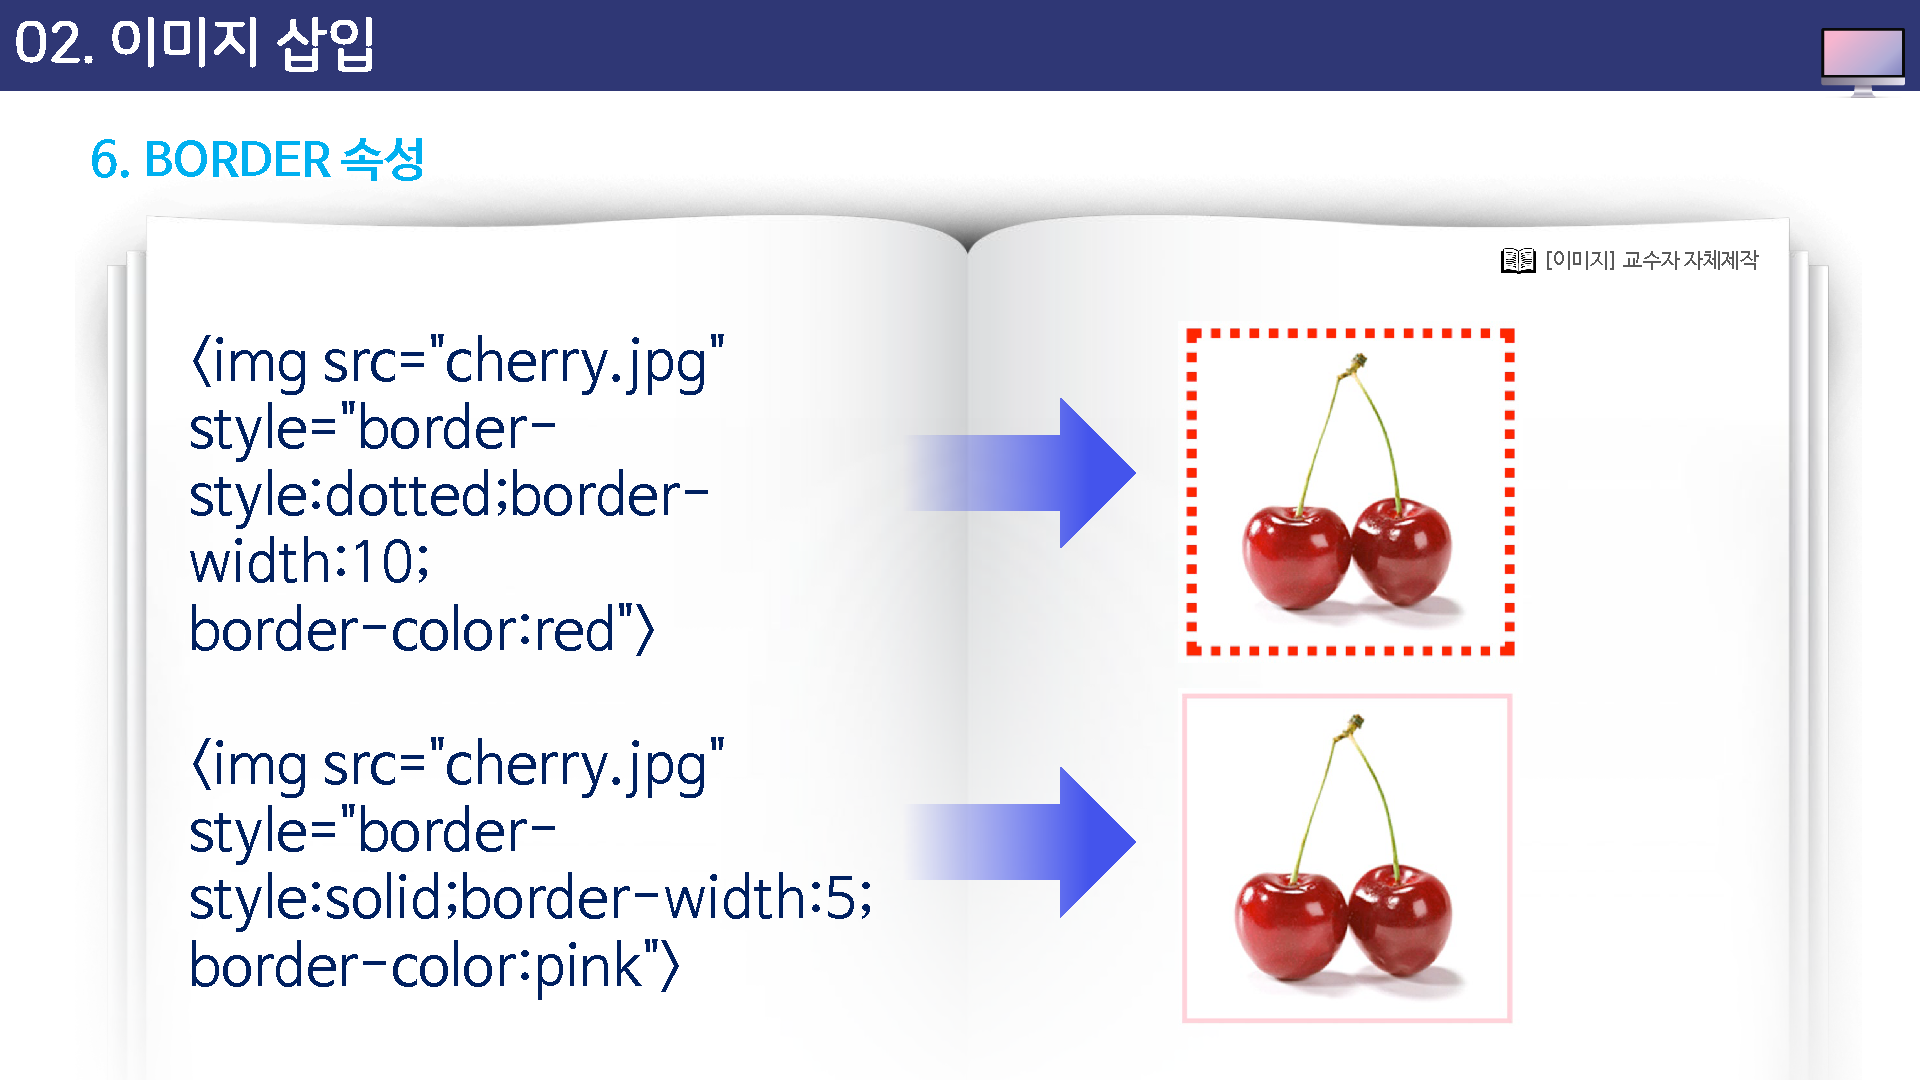 02. 이미지 삽입
6. BORDER 속성
[이미지] 교수자 자체제작
<img src="cherry.jpg"
style="border-
style:dotted;border-
width:10;
border-color:red">
<img src="cherry.jpg"
style="border-
style:solid;border-width:5;
border-color:pink">